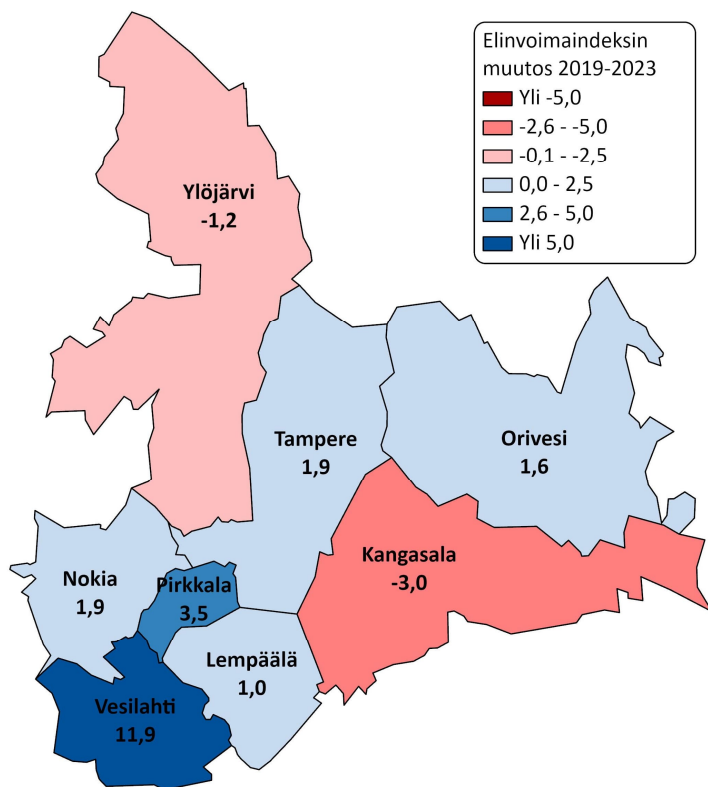 Elinvoimaindeksin
muutos 2019-2023
Yli -5,0
-2,6 - -5,0
-0,1 - -2,5
0,0 - 2,5
2,6 - 5,0
Yli 5,0
Ylöjärvi
-1,2
Tampere
1,9
Orivesi
1,6
Kangasala
-3,0
Nokia
1,9
Pirkkala
3,5
Lempäälä
1,0
Vesilahti
11,9